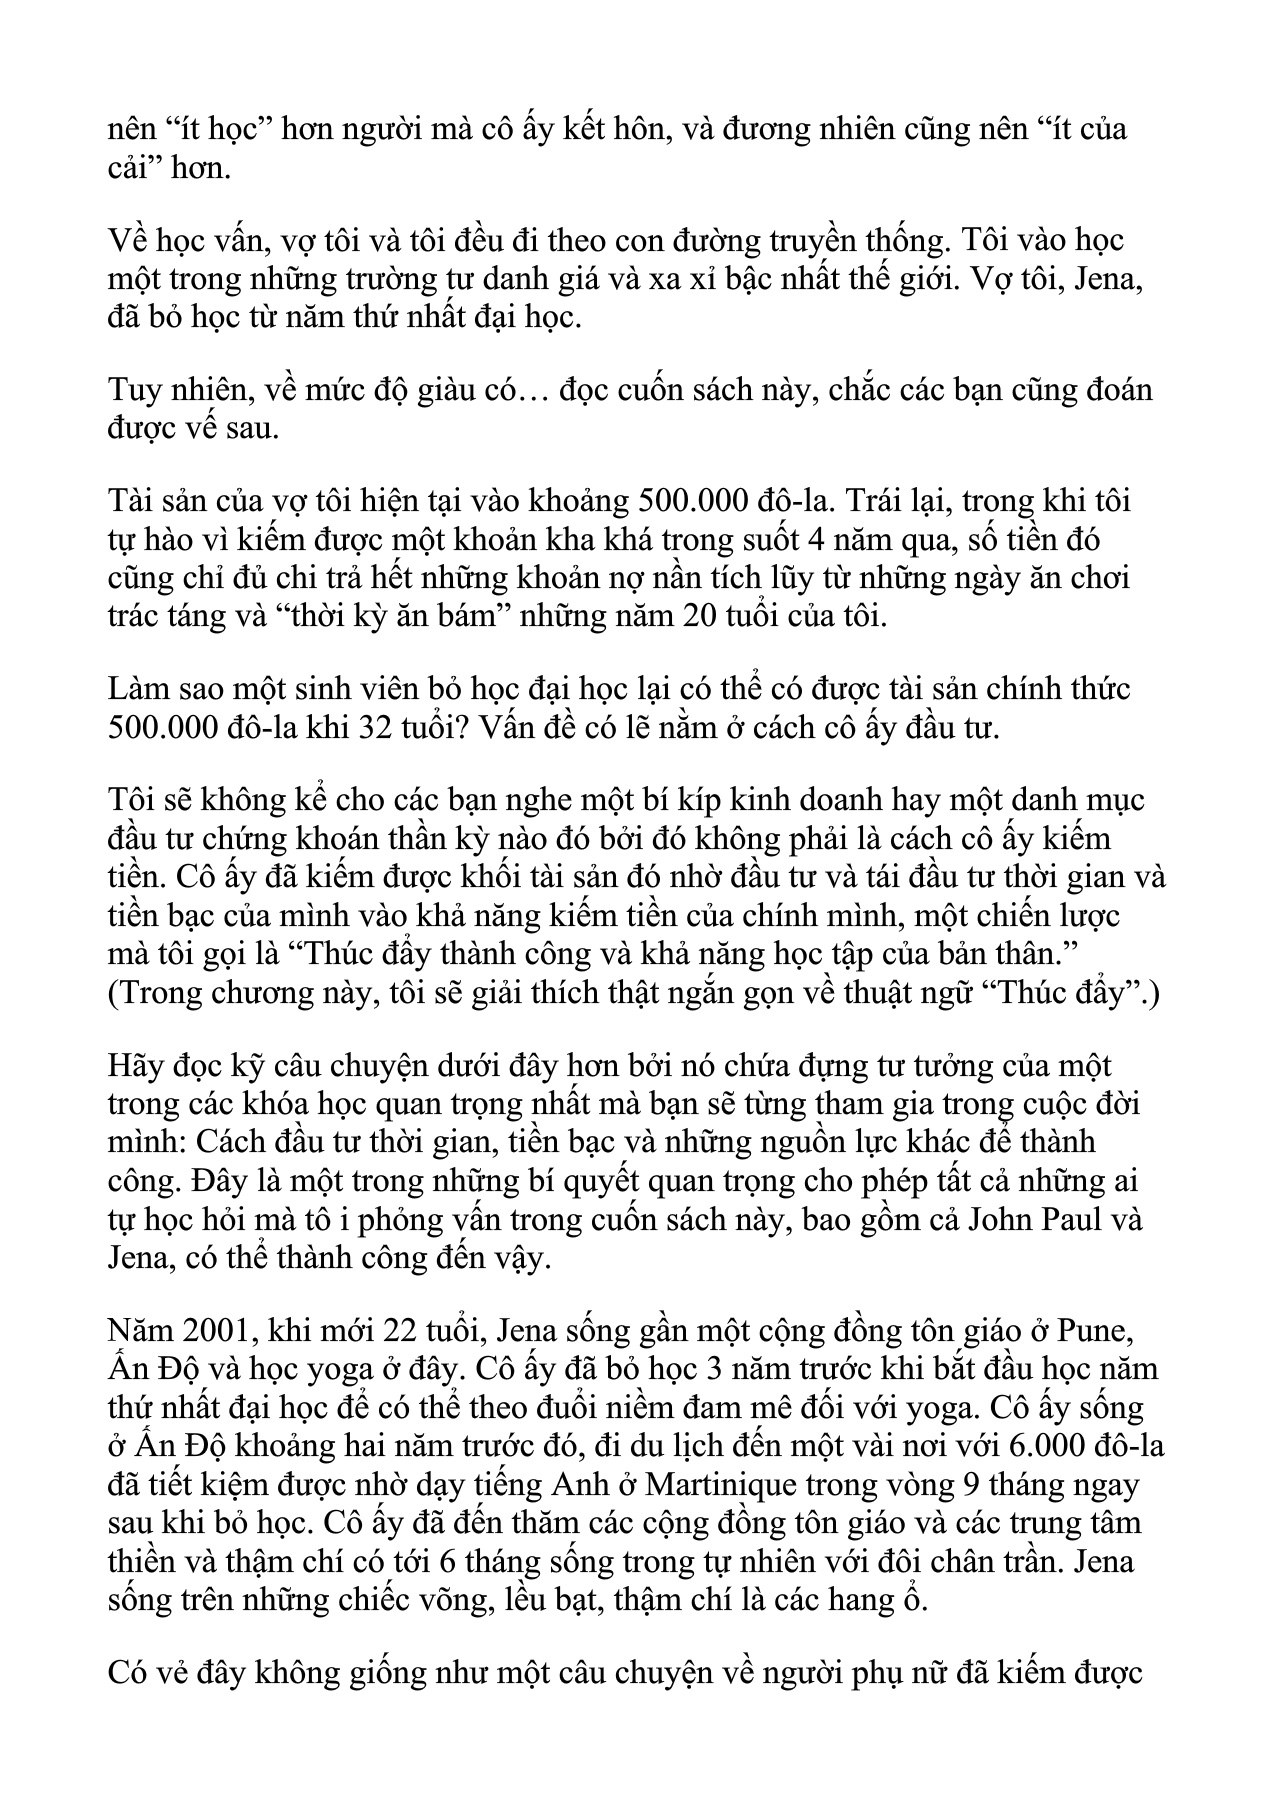 nên “ít học” hơn người mà cô ấy kết hôn, và đương nhiên cũng nên “ít của
cải” hơn.
Về học vấn, vợ tôi và tôi đều đi theo con đường truyền thống. Tôi vào học
một trong những trường tư danh giá và xa xỉ bậc nhất thế giới. Vợ tôi, Jena,
đã bỏ học từ năm thứ nhất đại học.
Tuy nhiên, về mức độ giàu có… đọc cuốn sách này, chắc các bạn cũng đoán
được vế sau.
Tài sản của vợ tôi hiện tại vào khoảng 500.000 đô-la. Trái lại, trong khi tôi
tự hào vì kiếm được một khoản kha khá trong suốt 4 năm qua, số tiền đó
cũng chỉ đủ chi trả hết những khoản nợ nần tích lũy từ những ngày ăn chơi
trác táng và “thời kỳ ăn bám” những năm 20 tuổi của tôi.
Làm sao một sinh viên bỏ học đại học lại có thể có được tài sản chính thức
500.000 đô-la khi 32 tuổi? Vấn đề có lẽ nằm ở cách cô ấy đầu tư.
Tôi sẽ không kể cho các bạn nghe một bí kíp kinh doanh hay một danh mục
đầu tư chứng khoán thần kỳ nào đó bởi đó không phải là cách cô ấy kiếm
tiền. Cô ấy đã kiếm được khối tài sản đó nhờ đầu tư và tái đầu tư thời gian và
tiền bạc của mình vào khả năng kiếm tiền của chính mình, một chiến lược
mà tôi gọi là “Thúc đẩy thành công và khả năng học tập của bản thân.”
(Trong chương này, tôi sẽ giải thích thật ngắn gọn về thuật ngữ “Thúc đẩy”.)
Hãy đọc kỹ câu chuyện dưới đây hơn bởi nó chứa đựng tư tưởng của một
trong các khóa học quan trọng nhất mà bạn sẽ từng tham gia trong cuộc đời
mình: Cách đầu tư thời gian, tiền bạc và những nguồn lực khác để thành
công. Đây là một trong những bí quyết quan trọng cho phép tất cả những ai
tự học hỏi mà tô i phỏng vấn trong cuốn sách này, bao gồm cả John Paul và
Jena, có thể thành công đến vậy.
Năm 2001, khi mới 22 tuổi, Jena sống gần một cộng đồng tôn giáo ở Pune,
Ấn Độ và học yoga ở đây. Cô ấy đã bỏ học 3 năm trước khi bắt đầu học năm
thứ nhất đại học để có thể theo đuổi niềm đam mê đối với yoga. Cô ấy sống
ở Ấn Độ khoảng hai năm trước đó, đi du lịch đến một vài nơi với 6.000 đô-la
đã tiết kiệm được nhờ dạy tiếng Anh ở Martinique trong vòng 9 tháng ngay
sau khi bỏ học. Cô ấy đã đến thăm các cộng đồng tôn giáo và các trung tâm
thiền và thậm chí có tới 6 tháng sống trong tự nhiên với đôi chân trần. Jena
sống trên những chiếc võng, lều bạt, thậm chí là các hang ổ.
Có vẻ đây không giống như một câu chuyện về người phụ nữ đã kiếm được